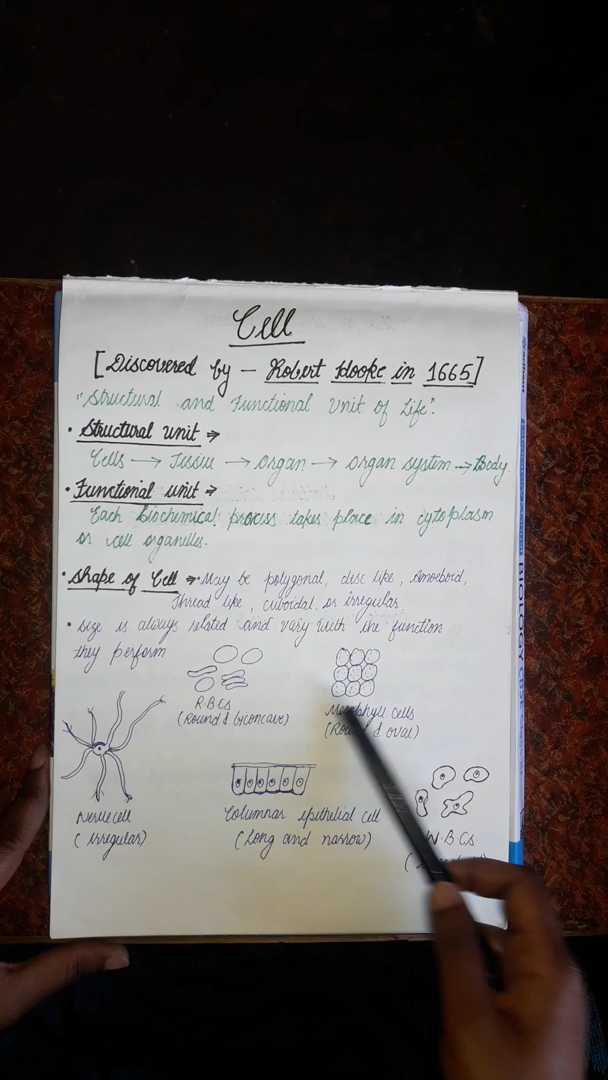 Cell
[Discovered by - Robert Hooke in 1665]
"Structural and Functional Unit of Life".
• Structural unit ⇒
Cells → Tissue → organ → organ system → Body.
• Functional unit ⇒
Each biochemical process takes place in cytoplasm
or cell organelles.
• Shape of Cell ⇒ May be polygonal, disc like, Amoeboid,
Thread like, cuboidal or irregular.
• Size is always related and vary with the function
they perform
R.B.Cs
(Round & biconcave)
Mesophyll cells
(Round & oval)
Nerve cell
(irregular)
Columnar epithelial cell
(Long and narrow)
W.B.Cs
BIOLOGY CBSE